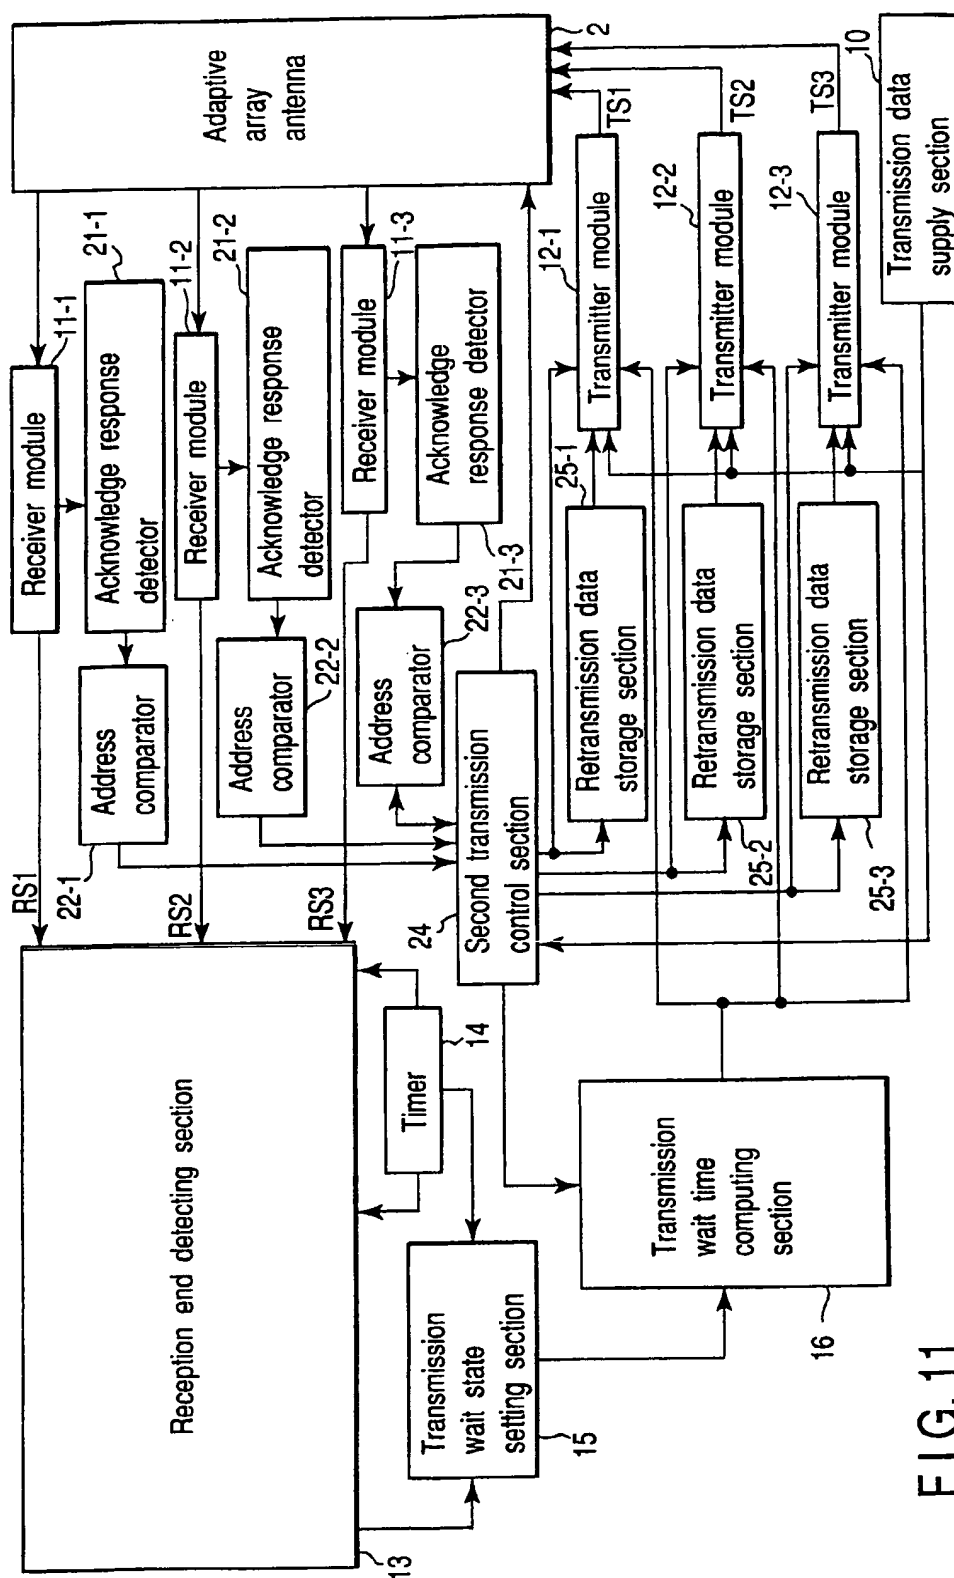 Reception end detecting section
13
RS1
RS2
RS3
Timer
14
Transmission
wait state
setting section
15
Transmission
wait time
computing
section
16
Receiver module
11-1
Acknowledge response
detector
21-1
Address
comparator
22-1
Receiver module
11-2
Acknowledge response
detector
21-2
Address
comparator
22-2
Receiver module
11-3
Acknowledge
response detector
21-3
Address
comparator
22-3
Second transmission
control section
24
Adaptive
array
antenna
2
Retransmission data
storage section
25-1
Retransmission data
storage section
25-2
Retransmission data
storage section
25-3
Transmitter module
12-1
TS1
Transmitter module
12-2
TS2
Transmitter module
12-3
TS3
Transmission data
supply section
10
FIG. 11